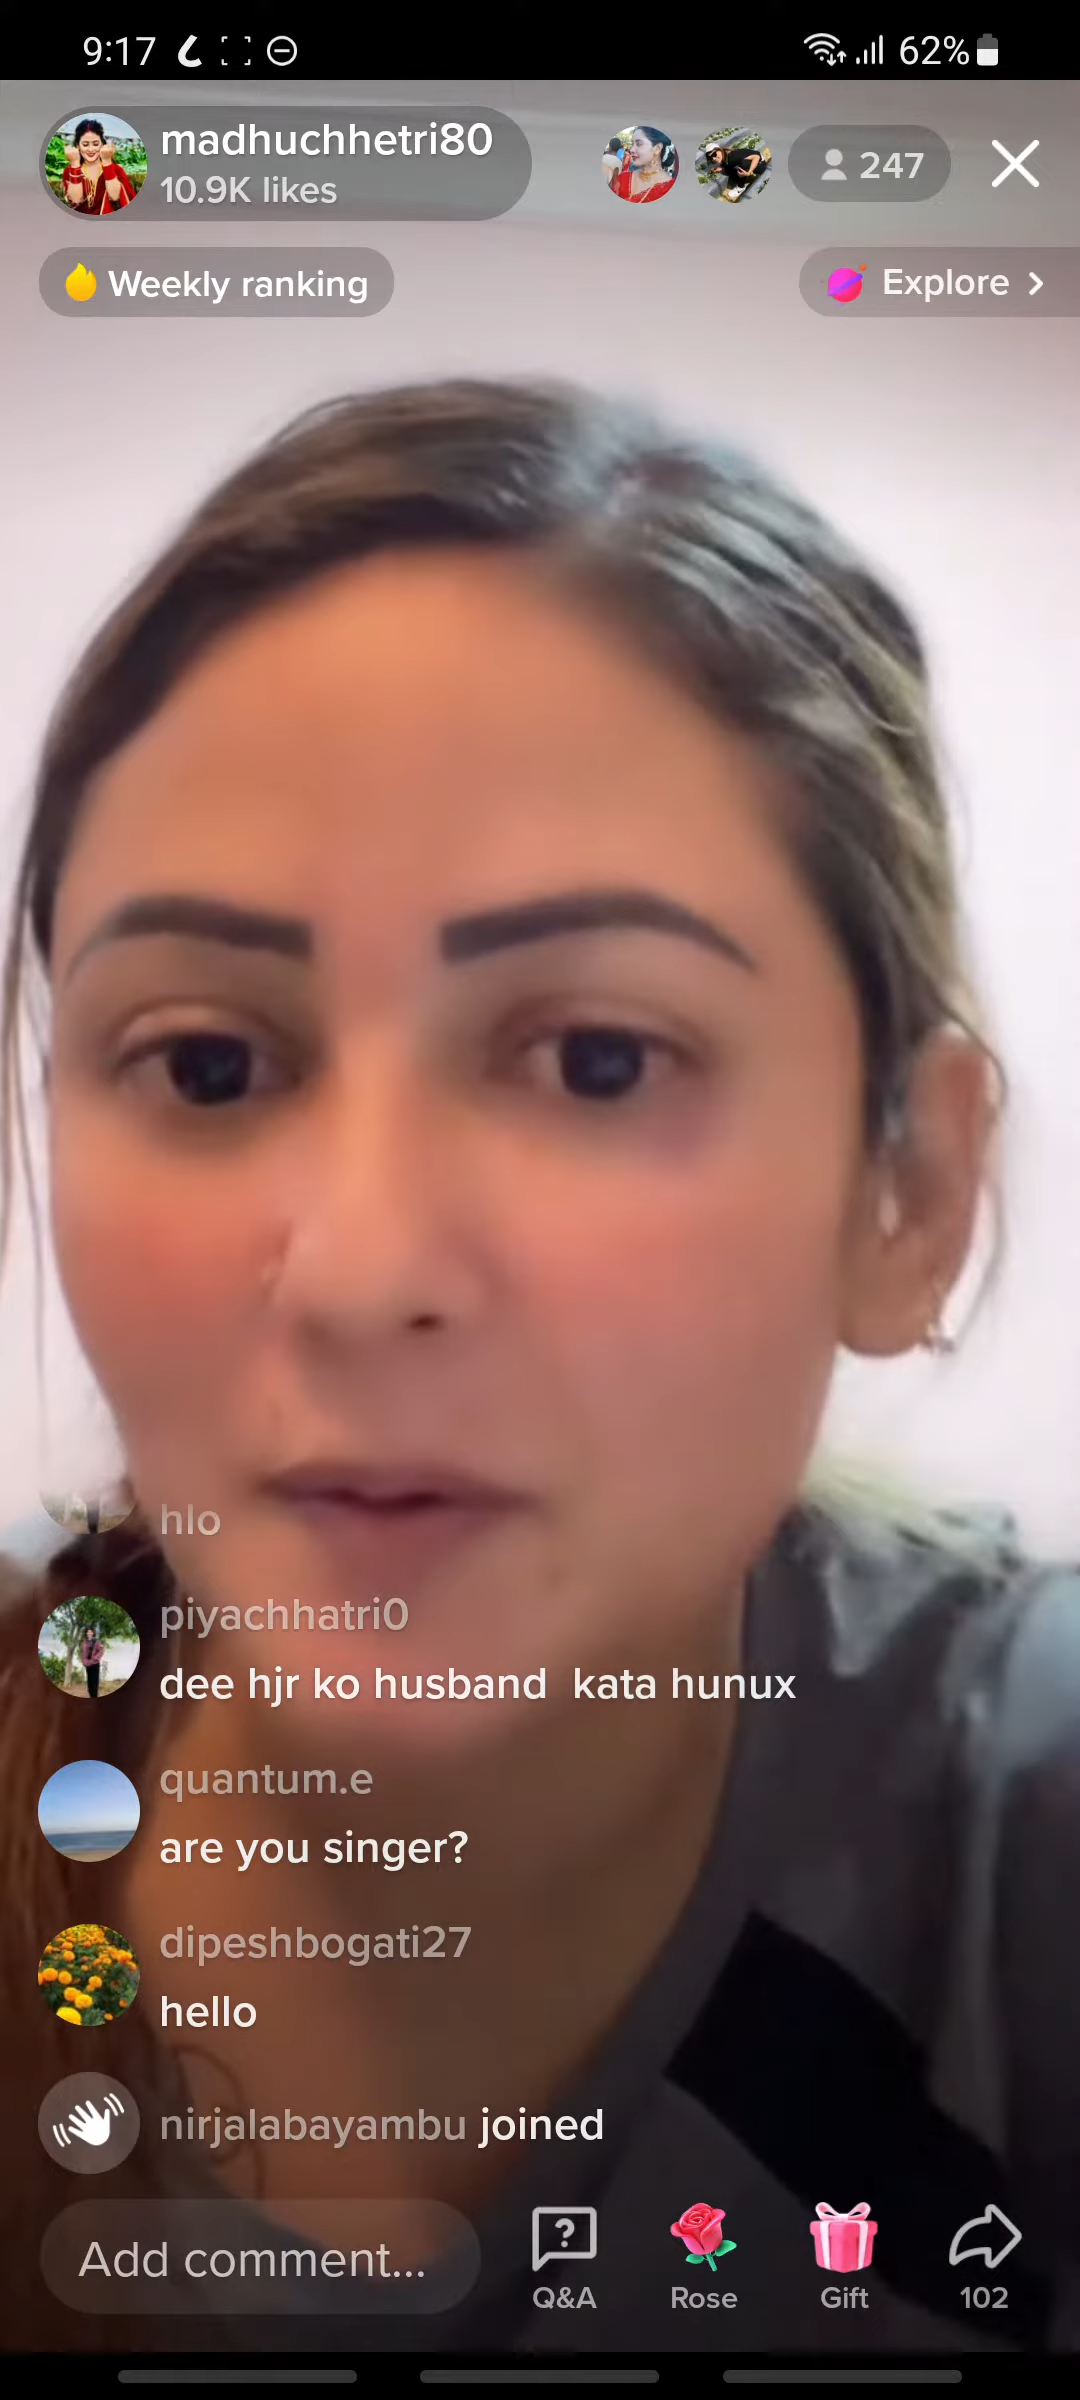 9:17
62%
madhuchhetri80
10.9K likes
247
Weekly ranking
Explore
hlo
piyachhatri0
dee hjr ko husband kata hunux
quantum.e
are you singer?
dipeshbogati27
hello
nirjalabayambu joined
Add comment...
Q&A
Rose
Gift
102